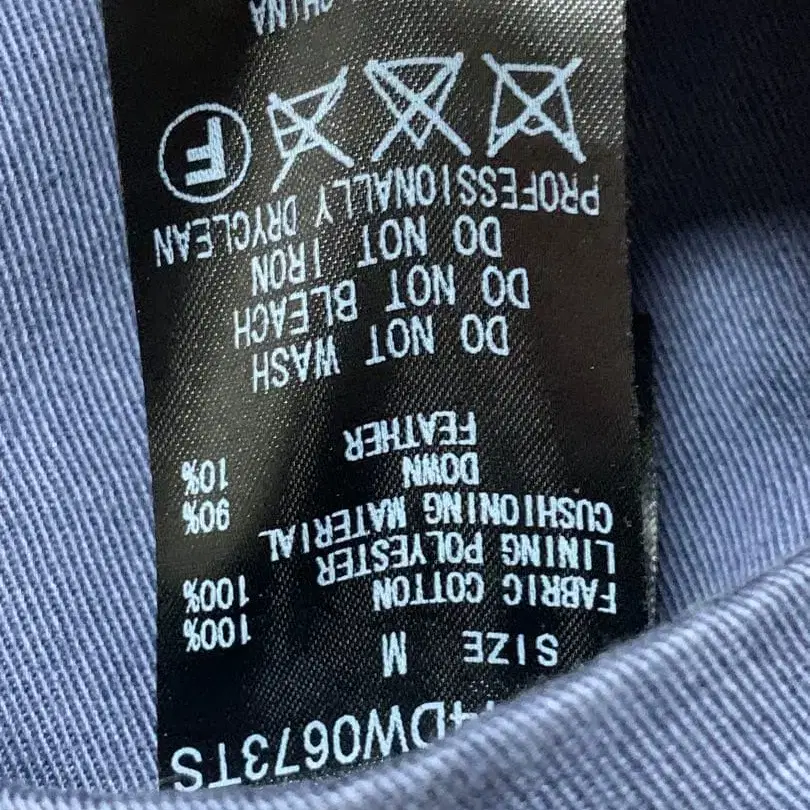 4DW0673TS
SIZE M
FABRIC COTTON 100%
LINING POLYESTER 100%
CUSHIONING MATERIAL
DOWN 90%
FEATHER 10%
DO NOT WASH
DO NOT BLEACH
DO NOT IRON
PROFESSIONALLY DRYCLEAN
F
CHINA